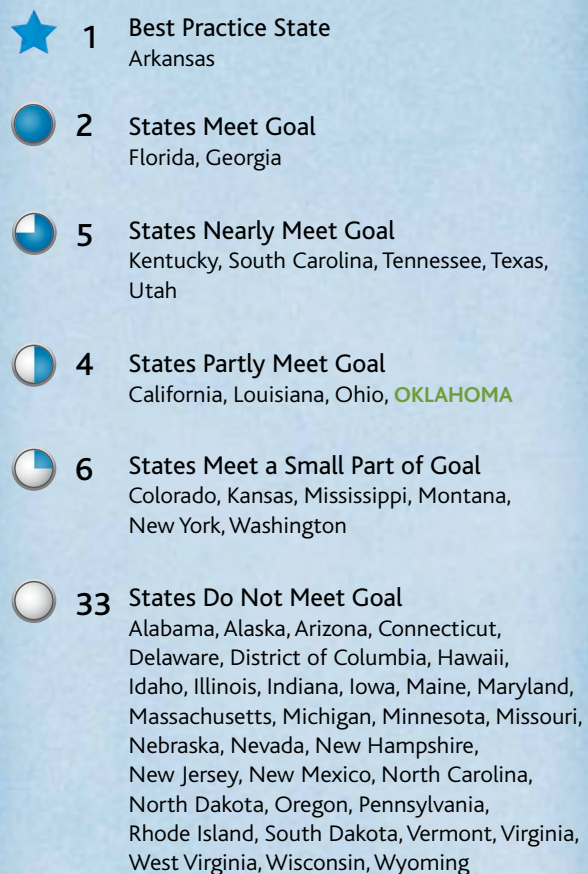 1 Best Practice State
Arkansas
2 States Meet Goal
Florida, Georgia
5 States Nearly Meet Goal
Kentucky, South Carolina, Tennessee, Texas,
Utah
4 States Partly Meet Goal
California, Louisiana, Ohio, OKLAHOMA
6 States Meet a Small Part of Goal
Colorado, Kansas, Mississippi, Montana,
New York, Washington
33 States Do Not Meet Goal
Alabama, Alaska, Arizona, Connecticut,
Delaware, District of Columbia, Hawaii,
Idaho, Illinois, Indiana, Iowa, Maine, Maryland,
Massachusetts, Michigan, Minnesota, Missouri,
Nebraska, Nevada, New Hampshire,
New Jersey, New Mexico, North Carolina,
North Dakota, Oregon, Pennsylvania,
Rhode Island, South Dakota, Vermont, Virginia,
West Virginia, Wisconsin, Wyoming